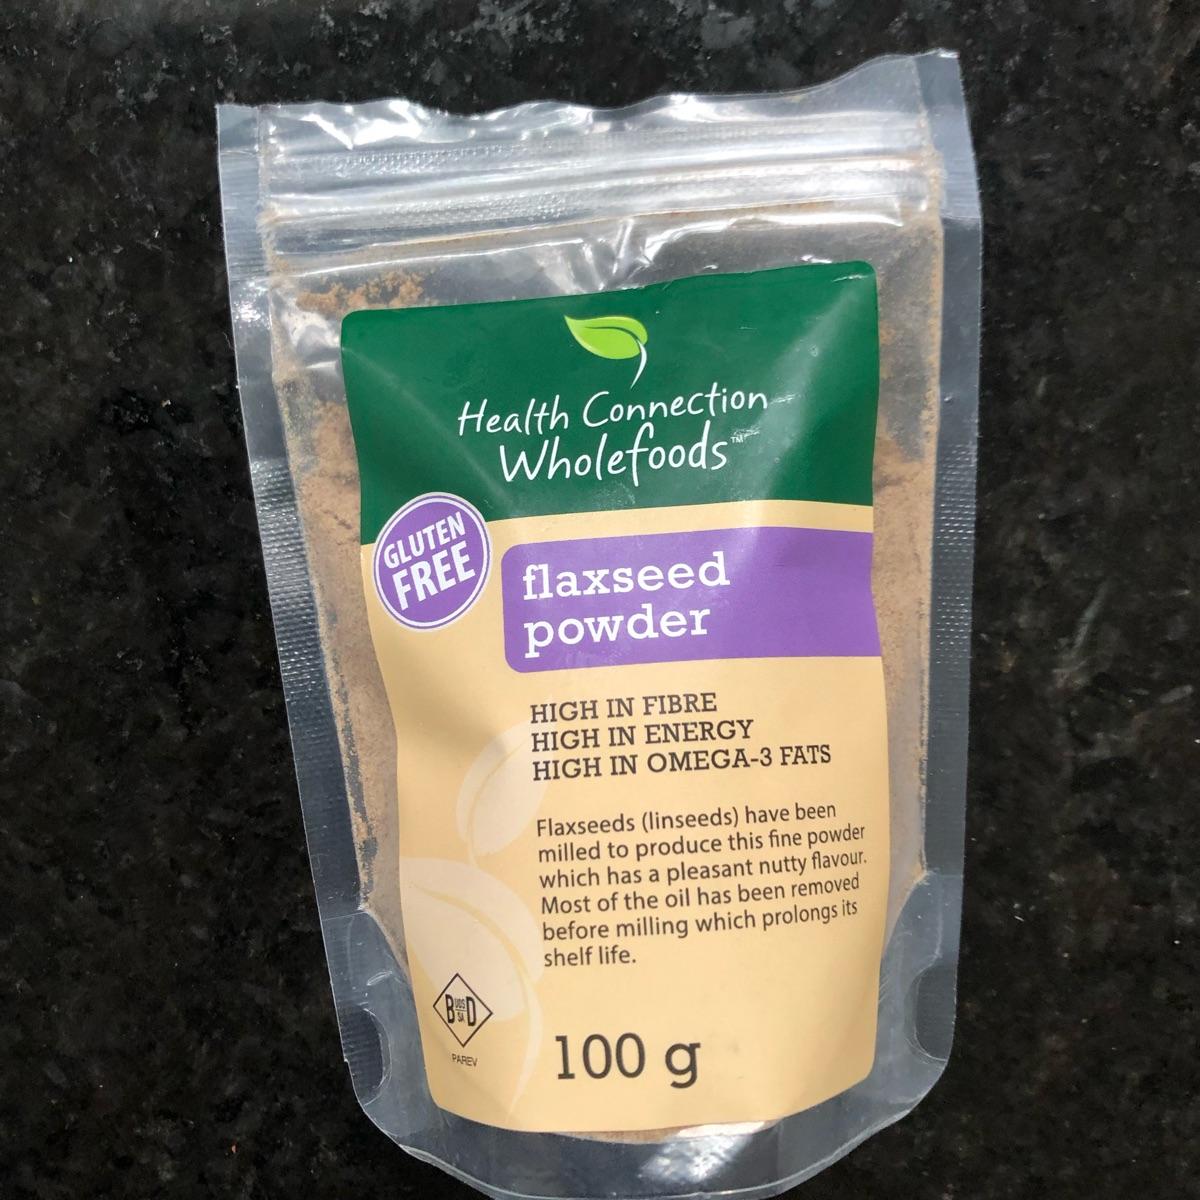 Health Connection
Wholefoods™
GLUTEN
FREE
flaxseed
powder
HIGH IN FIBRE
HIGH IN ENERGY
HIGH IN OMEGA-3 FATS
Flaxseeds (linseeds) have been
milled to produce this fine powder
which has a pleasant nutty flavour.
Most of the oil has been removed
before milling which prolongs its
shelf life.
B UOS SA D
PAREV
100 g